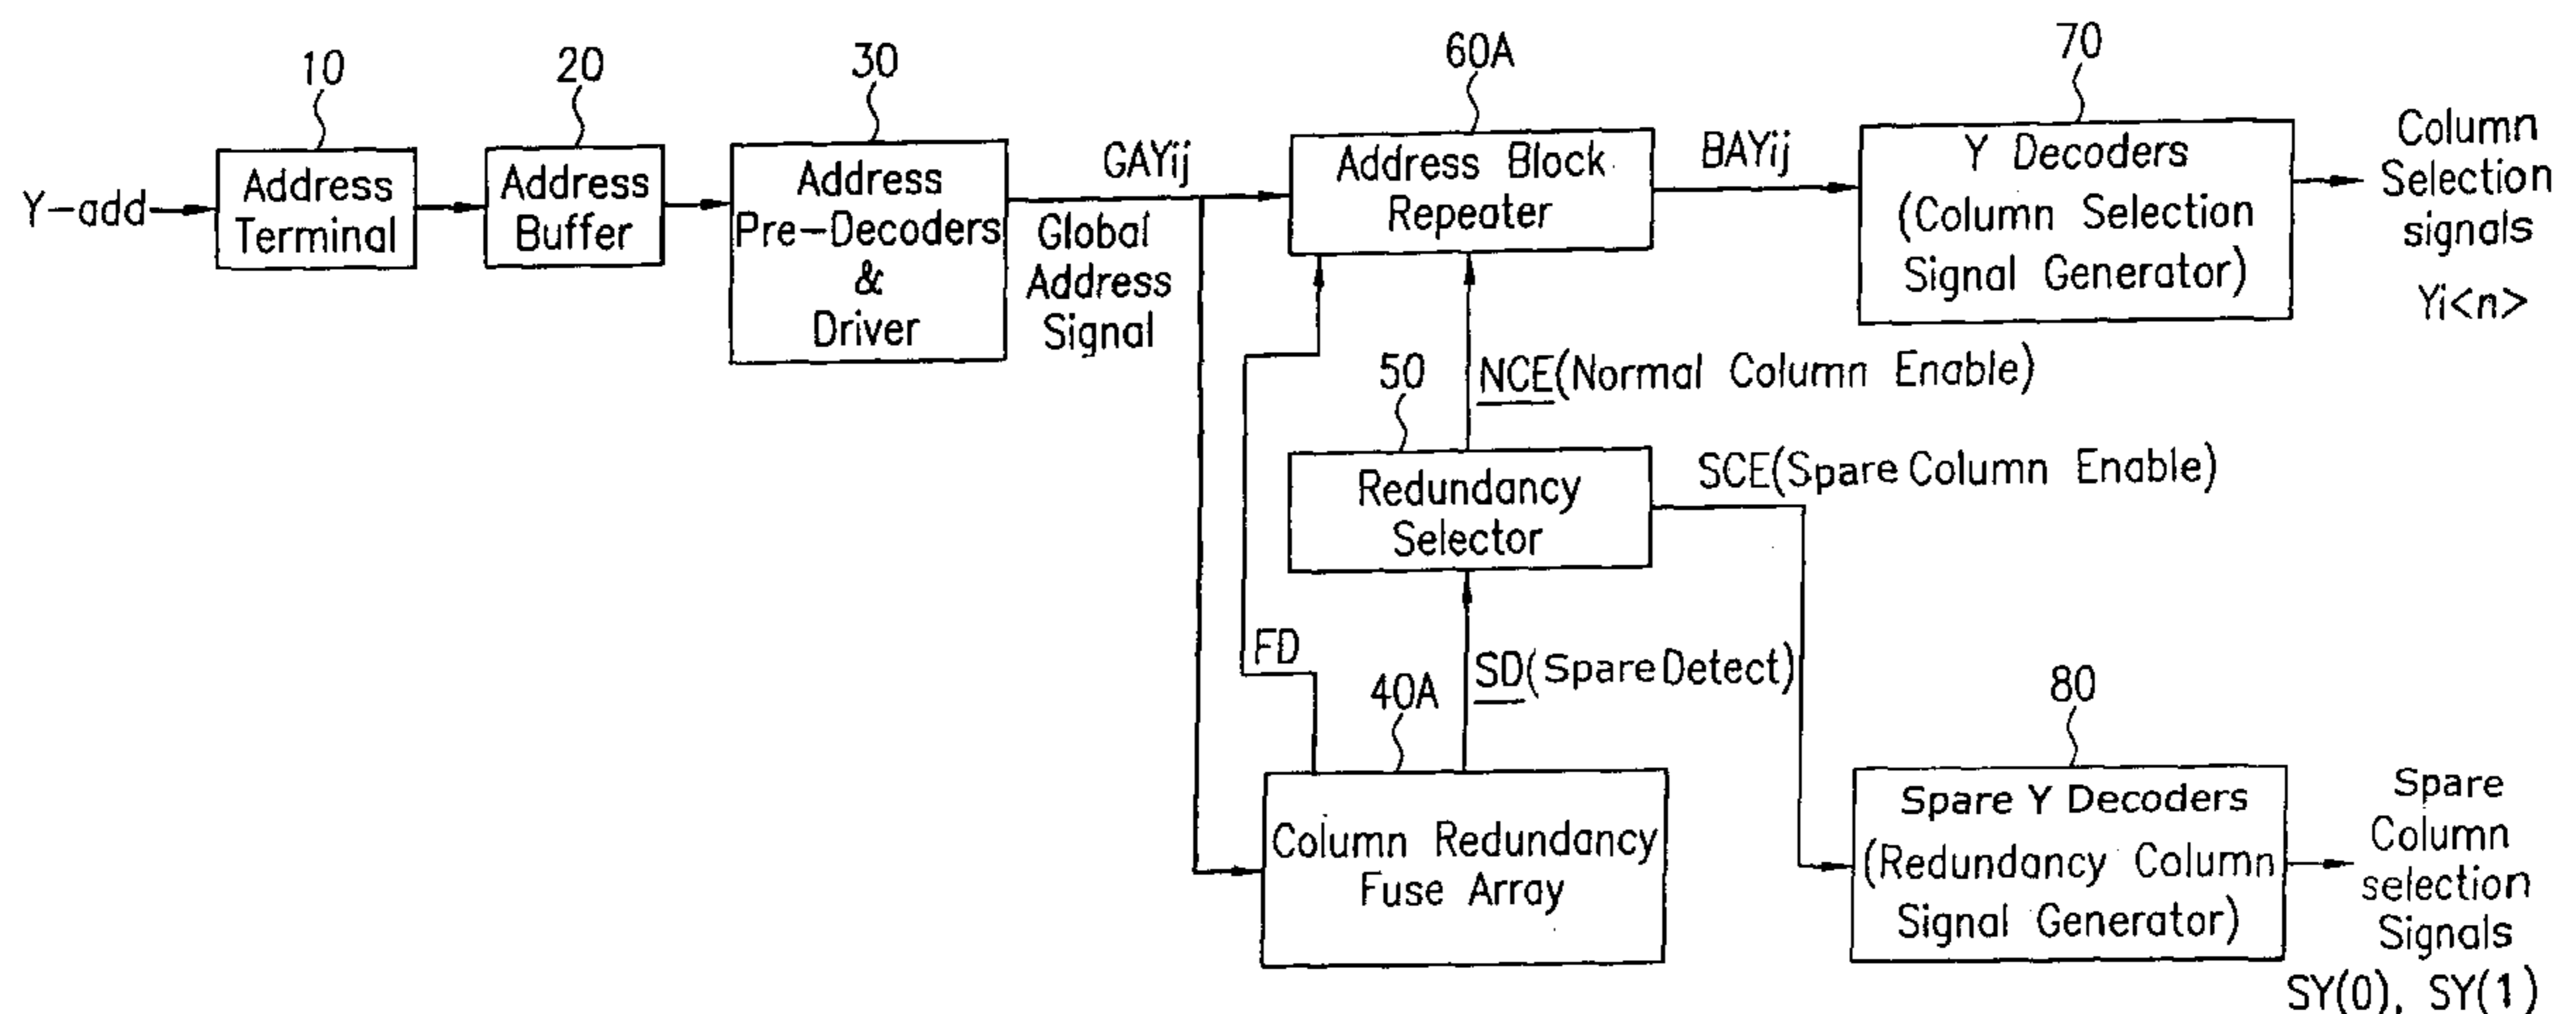 10
20
30
60A
70
Y-add
Address
Terminal
Address
Buffer
Address
Pre-Decoders
&
Driver
GAYij
Global
Address
Signal
Address Block
Repeater
BAYij
Y Decoders
(Column Selection
Signal Generator)
Column
Selection
signals
Yi<n>
50
NCE(Normal Column Enable)
Redundancy
Selector
SCE(Spare Column Enable)
FD
SD(Spare Detect)
40A
80
Column Redundancy
Fuse Array
Spare Y Decoders
(Redundancy Column
Signal Generator)
Spare
Column
selection
Signals
SY(0), SY(1)